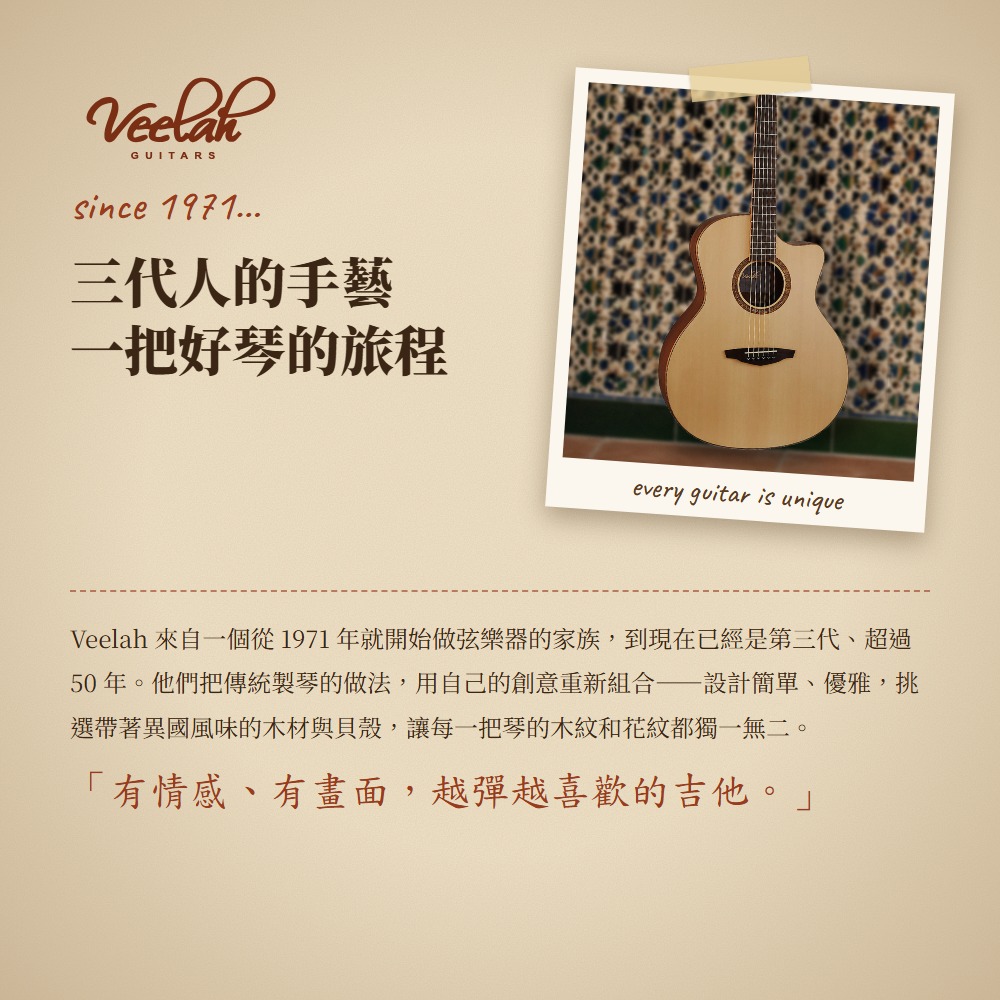 Veelah
GUITARS
since 1971...
三代人的手藝
一把好琴的旅程
every guitar is unique
Veelah 來自一個從 1971 年就開始做弦樂器的家族，到現在已經是第三代、超過
50 年。他們把傳統製琴的做法，用自己的創意重新組合——設計簡單、優雅，挑
選帶著異國風味的木材與貝殼，讓每一把琴的木紋和花紋都獨一無二。
「有情感、有畫面，越彈越喜歡的吉他。」